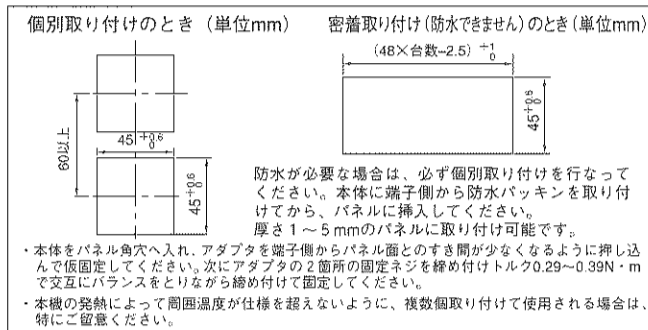 個別取り付けのとき (単位mm)
密着取り付け(防水できません)のとき(単位mm)
(48×台数-2.5) +1 0
45 +0.6 0
60以上
45 +0.6 0
45 +0.6 0
防水が必要な場合は、必ず個別取り付けを行なって
ください。本体に端子側から防水パッキンを取り付
けてから、パネルに挿入してください。
厚さ1~5mmのパネルに取り付け可能です。
・本体をパネル角穴へ入れ、アダプタを端子側からパネル面とのすき間が少なくなるように押し込
んで仮固定してください。次にアダプタの2箇所の固定ネジを締め付けトルク0.29~0.39N・m
で交互にバランスをとりながら締め付けて固定してください。
・本機の発熱によって周囲温度が仕様を超えないように、複数個取り付けて使用される場合は、
特にご留意ください。